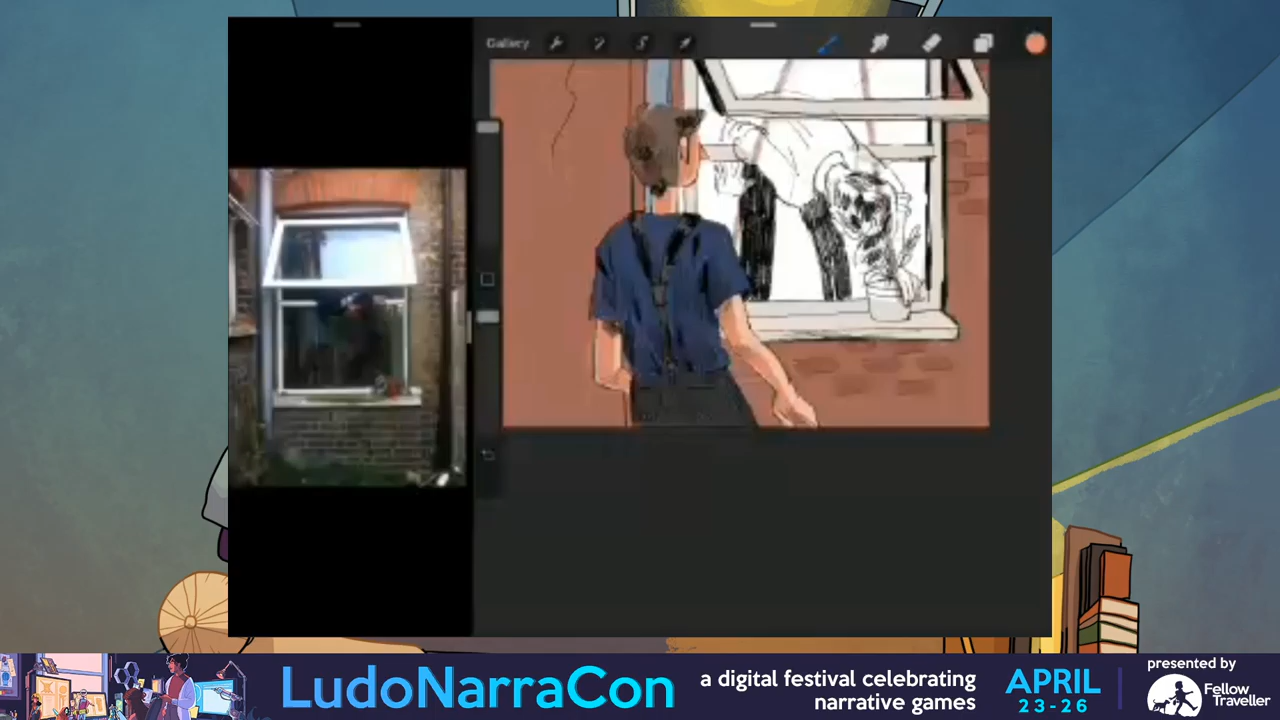 Gallery
LudoNarraCon
a digital festival celebrating
narrative games
APRIL
23-26
presented by
Fellow
Traveller